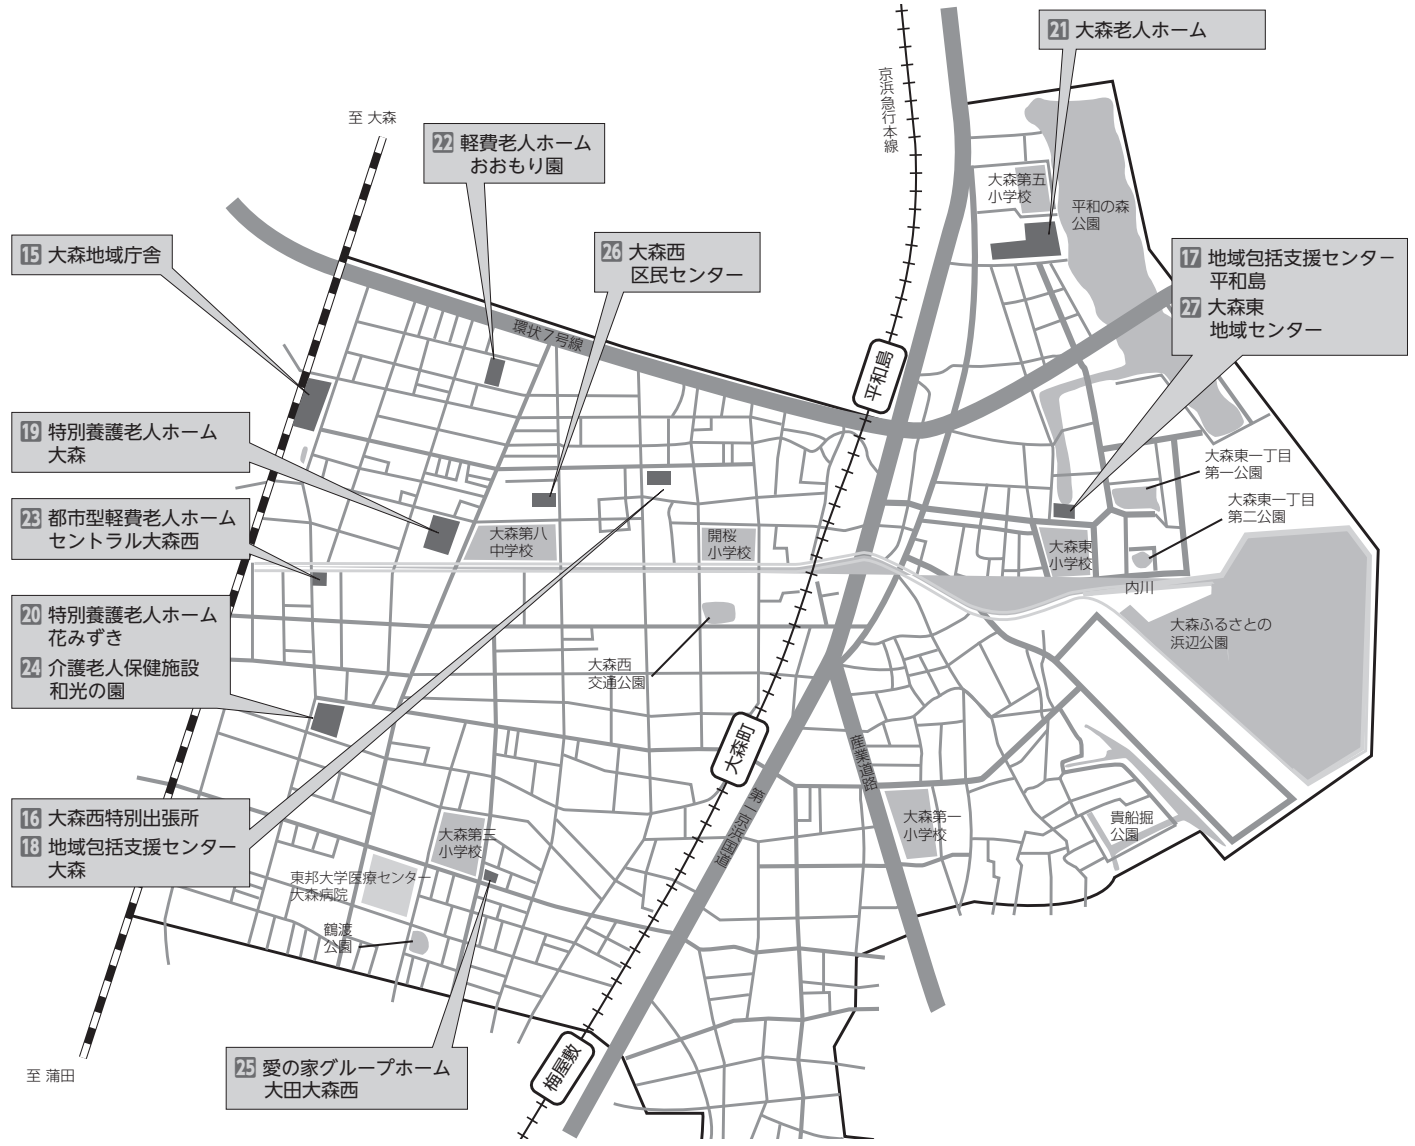 21 大森老人ホーム
至 大森
22 軽費老人ホーム
おおもり園
京浜急行本線
大森第五
小学校
平和の森
公園
15 大森地域庁舎
26 大森西
区民センター
17 地域包括支援センター
平和島
27 大森東
地域センター
環状7号線
平和島
19 特別養護老人ホーム
大森
大森東一丁目
第一公園
大森東一丁目
第二公園
23 都市型軽費老人ホーム
セントラル大森西
大森第八
中学校
開桜
小学校
大森東
小学校
内川
20 特別養護老人ホーム
花みずき
24 介護老人保健施設
和光の園
大森ふるさとの
浜辺公園
大森西
交通公園
大森町
産業道路
第一京浜国道
16 大森西特別出張所
18 地域包括支援センター
大森
大森第三
小学校
大森第一
小学校
貴船堀
公園
東邦大学医療センター
大森病院
鶴渡
公園
25 愛の家グループホーム
大田大森西
梅屋敷
至 蒲田